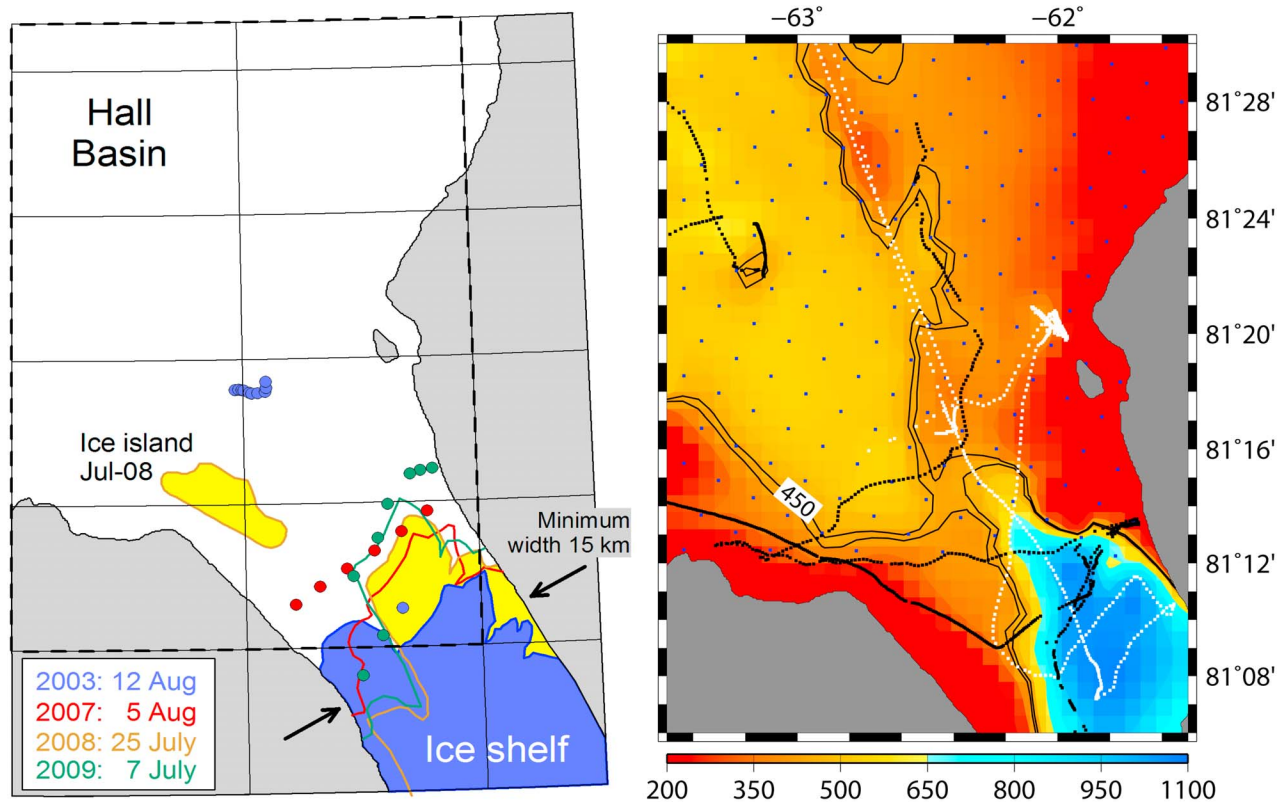 Hall
Basin
Ice island
Jul-08
Minimum
width 15 km
2003: 12 Aug
2007: 5 Aug
2008: 25 July
2009: 7 July
Ice shelf
−63° −62°
81°28'
81°24'
81°20'
81°16'
81°12'
81°08'
450
200 350 500 650 800 950 1100